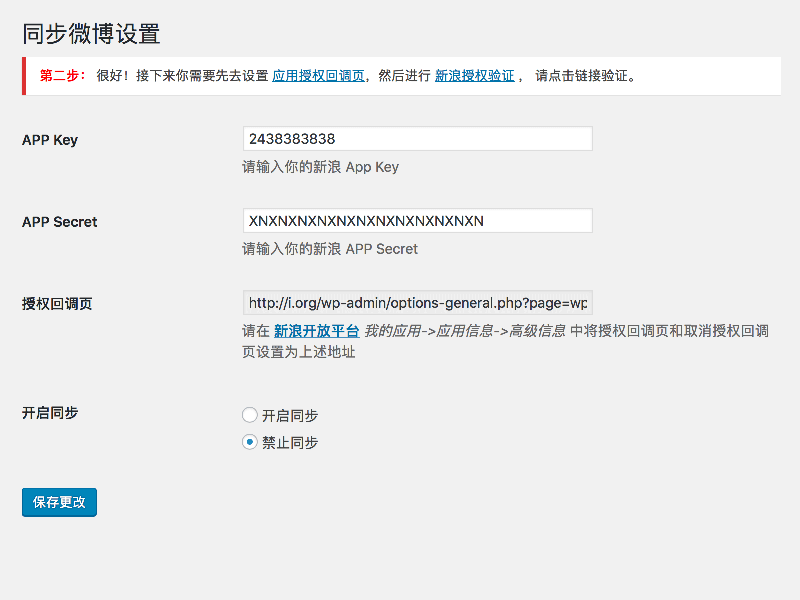 同步微博设置
第二步： 很好！接下来你需要先去设置 应用授权回调页，然后进行 新浪授权验证 ， 请点击链接验证。
APP Key
2438383838
请输入你的新浪 App Key
APP Secret
XNXNXNXNXNXNXNXNXNXNXNXN
请输入你的新浪 APP Secret
授权回调页
http://i.org/wp-admin/options-general.php?page=wp
请在 新浪开放平台 我的应用->应用信息->高级信息 中将授权回调页和取消授权回调
页设置为上述地址
开启同步
开启同步
禁止同步
保存更改